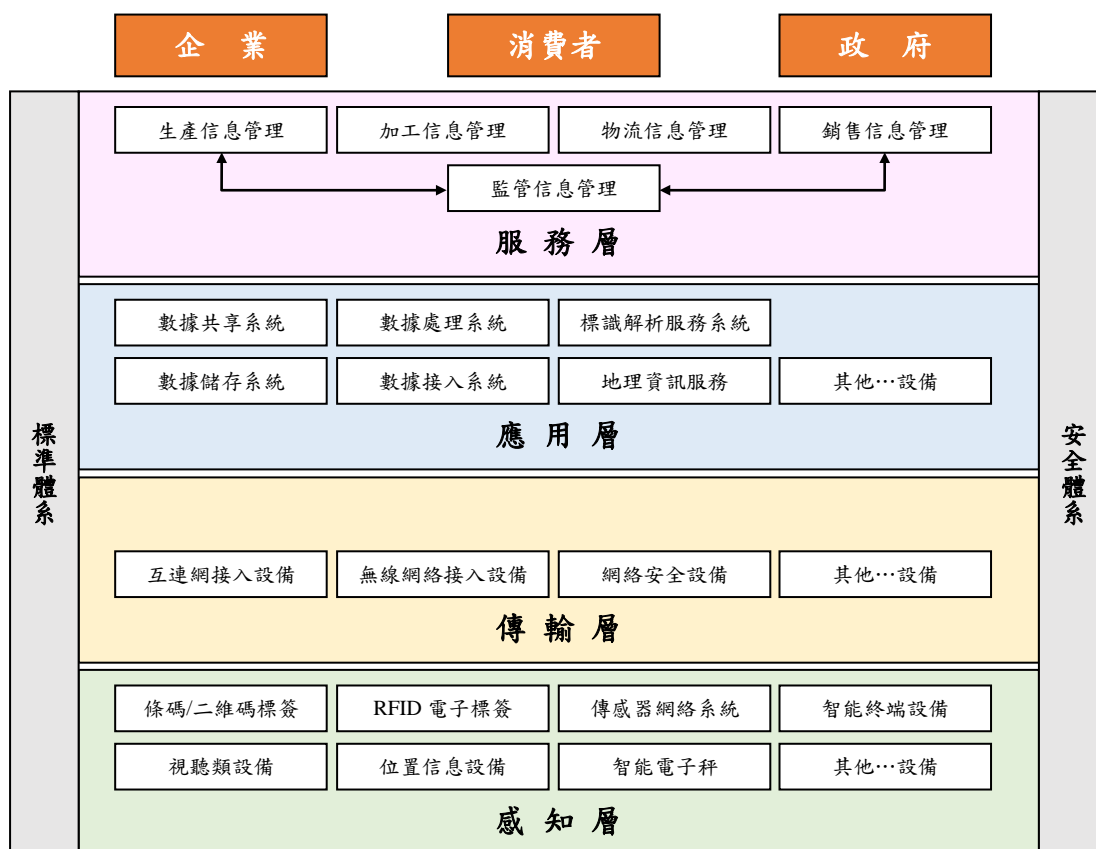 企業
消費者
政府
生產信息管理
加工信息管理
物流信息管理
銷售信息管理
監管信息管理
服務層
數據共享系統
數據處理系統
標識解析服務系統
數據儲存系統
數據接入系統
地理資訊服務
其他…設備
應用層
標準體系
安全體系
互連網接入設備
無線網絡接入設備
網絡安全設備
其他…設備
傳輸層
條碼/二維碼標簽
RFID 電子標簽
傳感器網絡系統
智能終端設備
視聽類設備
位置信息設備
智能電子秤
其他…設備
感知層